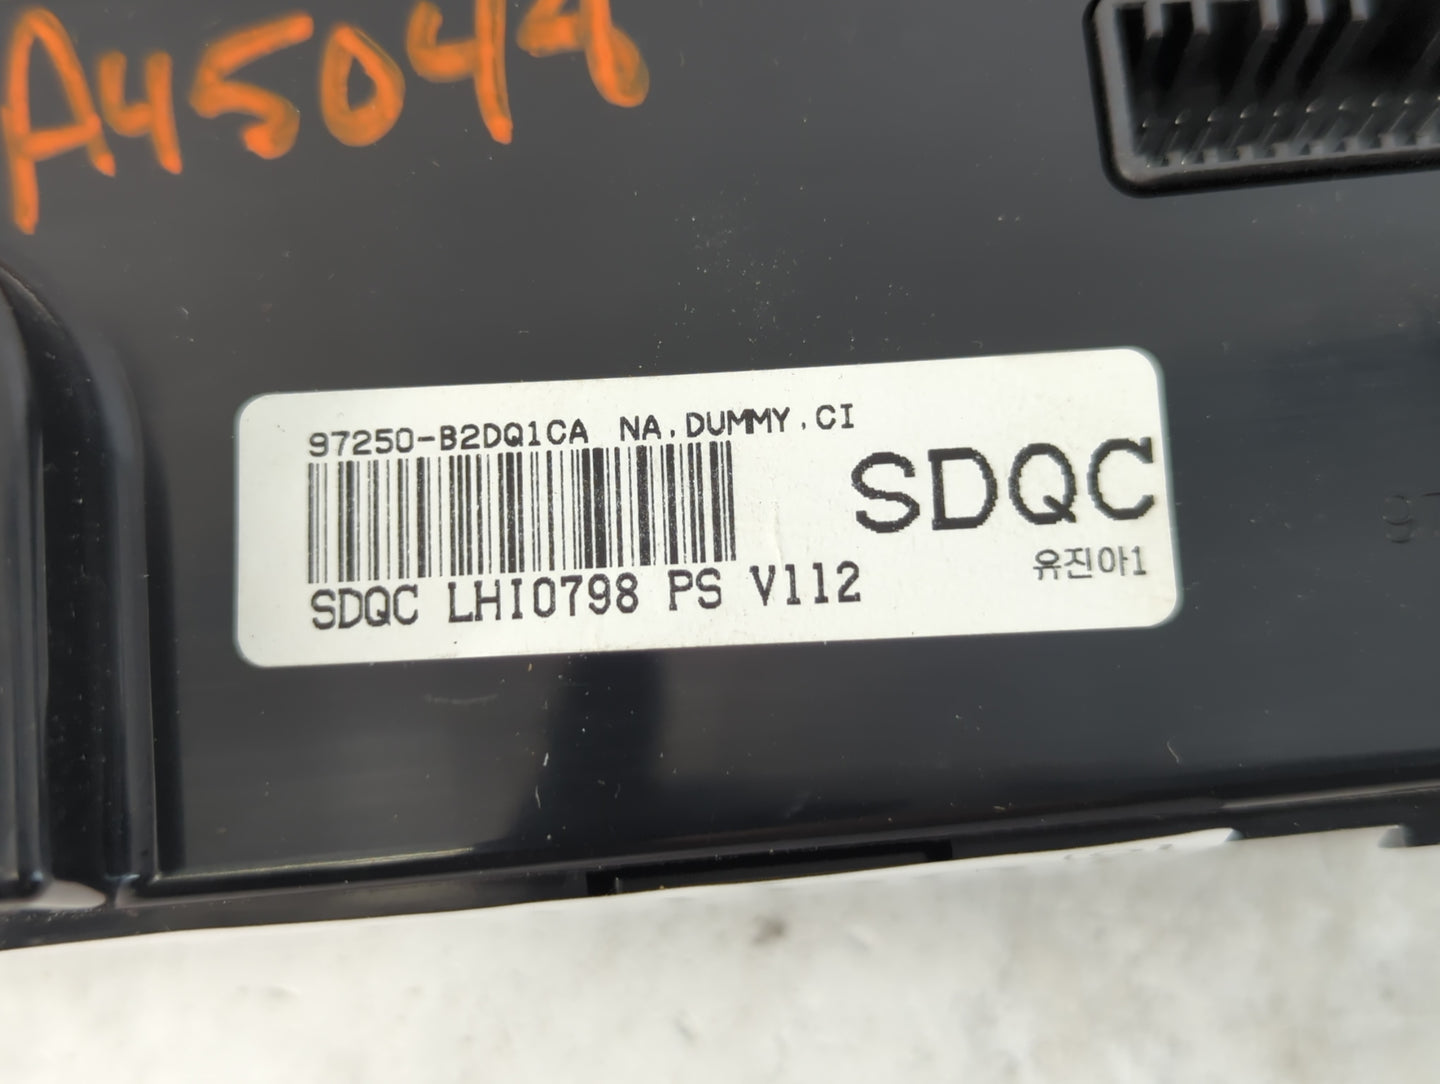 A45044
97250-B2DQ1CA NA.DUMMY.CI
SDQC
유진아1
SDQC LHI0798 PS V112